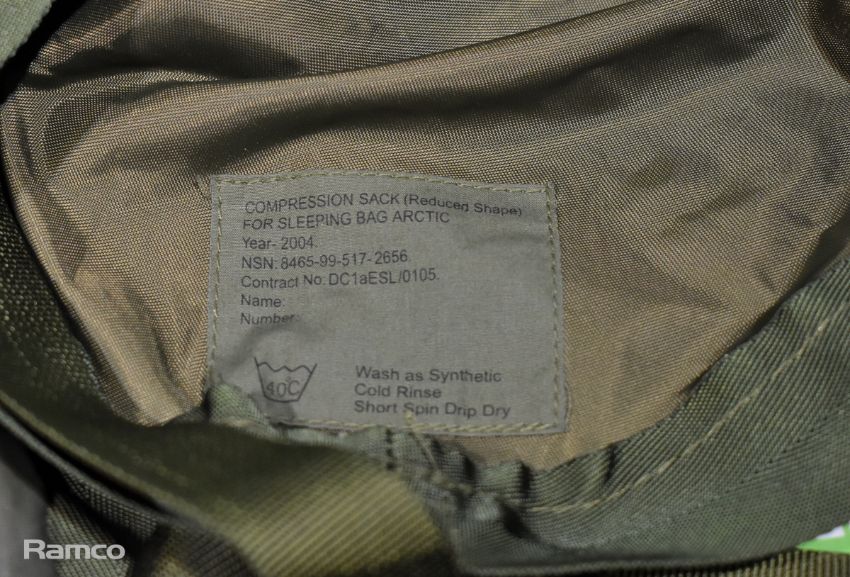 COMPRESSION SACK (Reduced Shape)
FOR SLEEPING BAG ARCTIC
Year- 2004.
NSN: 8465-99-517-2656.
Contract No. DC1aESL/0105.
Name:
Number:
40C
Wash as Synthetic
Cold Rinse
Short Spin Drip Dry
Ramco